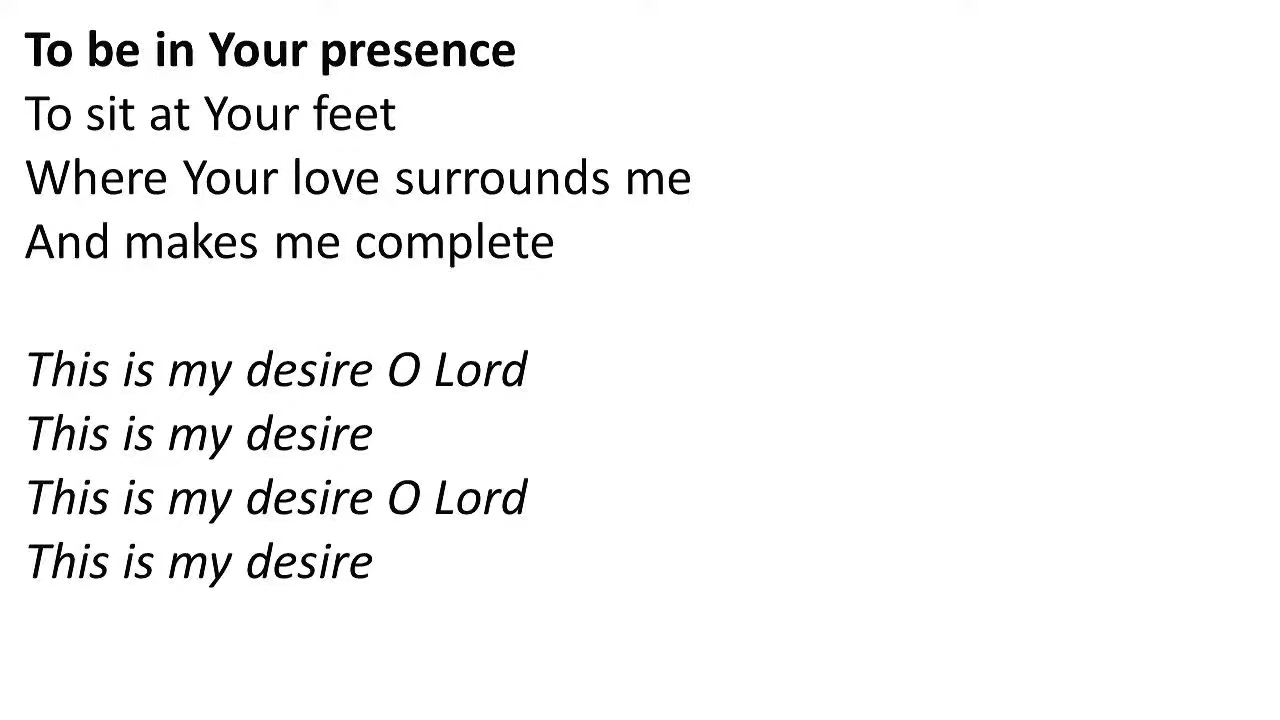 To be in Your presence
To sit at Your feet
Where Your love surrounds me
And makes me complete
This is my desire O Lord
This is my desire
This is my desire O Lord
This is my desire